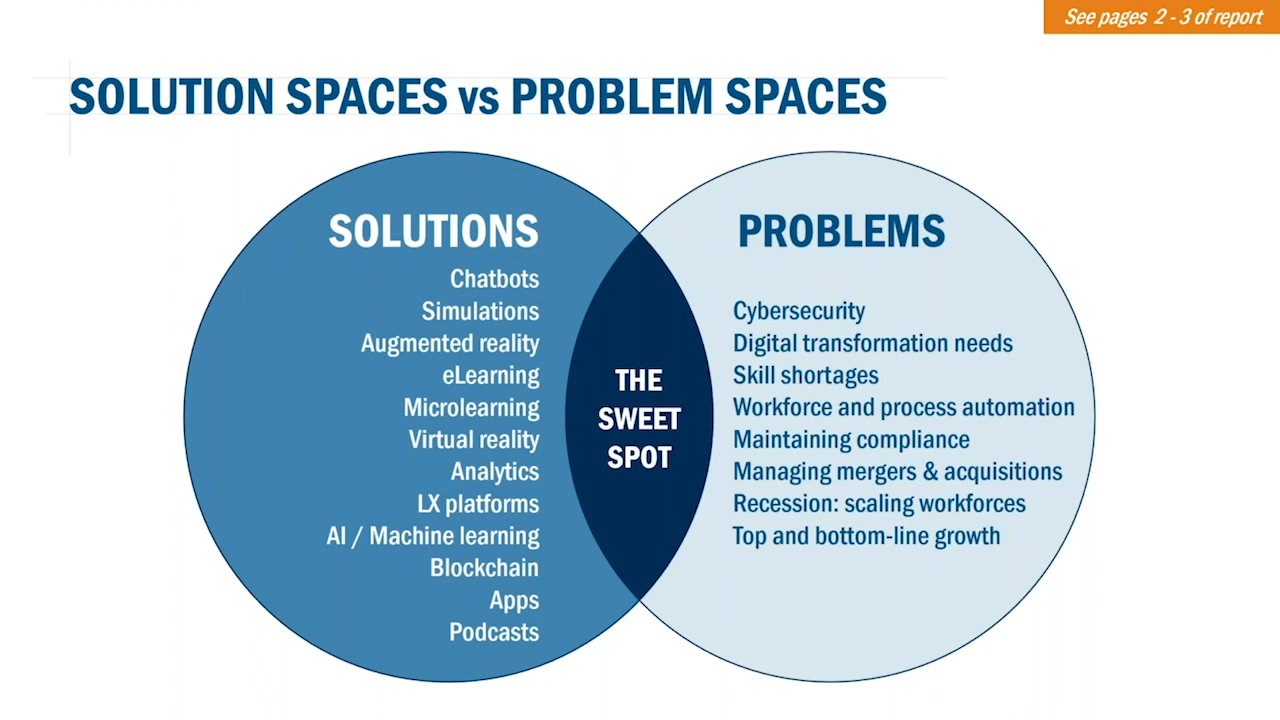 See pages 2 - 3 of report
SOLUTION SPACES vs PROBLEM SPACES
SOLUTIONS
Chatbots
Simulations
Augmented reality
eLearning
Microlearning
Virtual reality
Analytics
LX platforms
AI / Machine learning
Blockchain
Apps
Podcasts
THE
SWEET
SPOT
PROBLEMS
Cybersecurity
Digital transformation needs
Skill shortages
Workforce and process automation
Maintaining compliance
Managing mergers & acquisitions
Recession: scaling workforces
Top and bottom-line growth